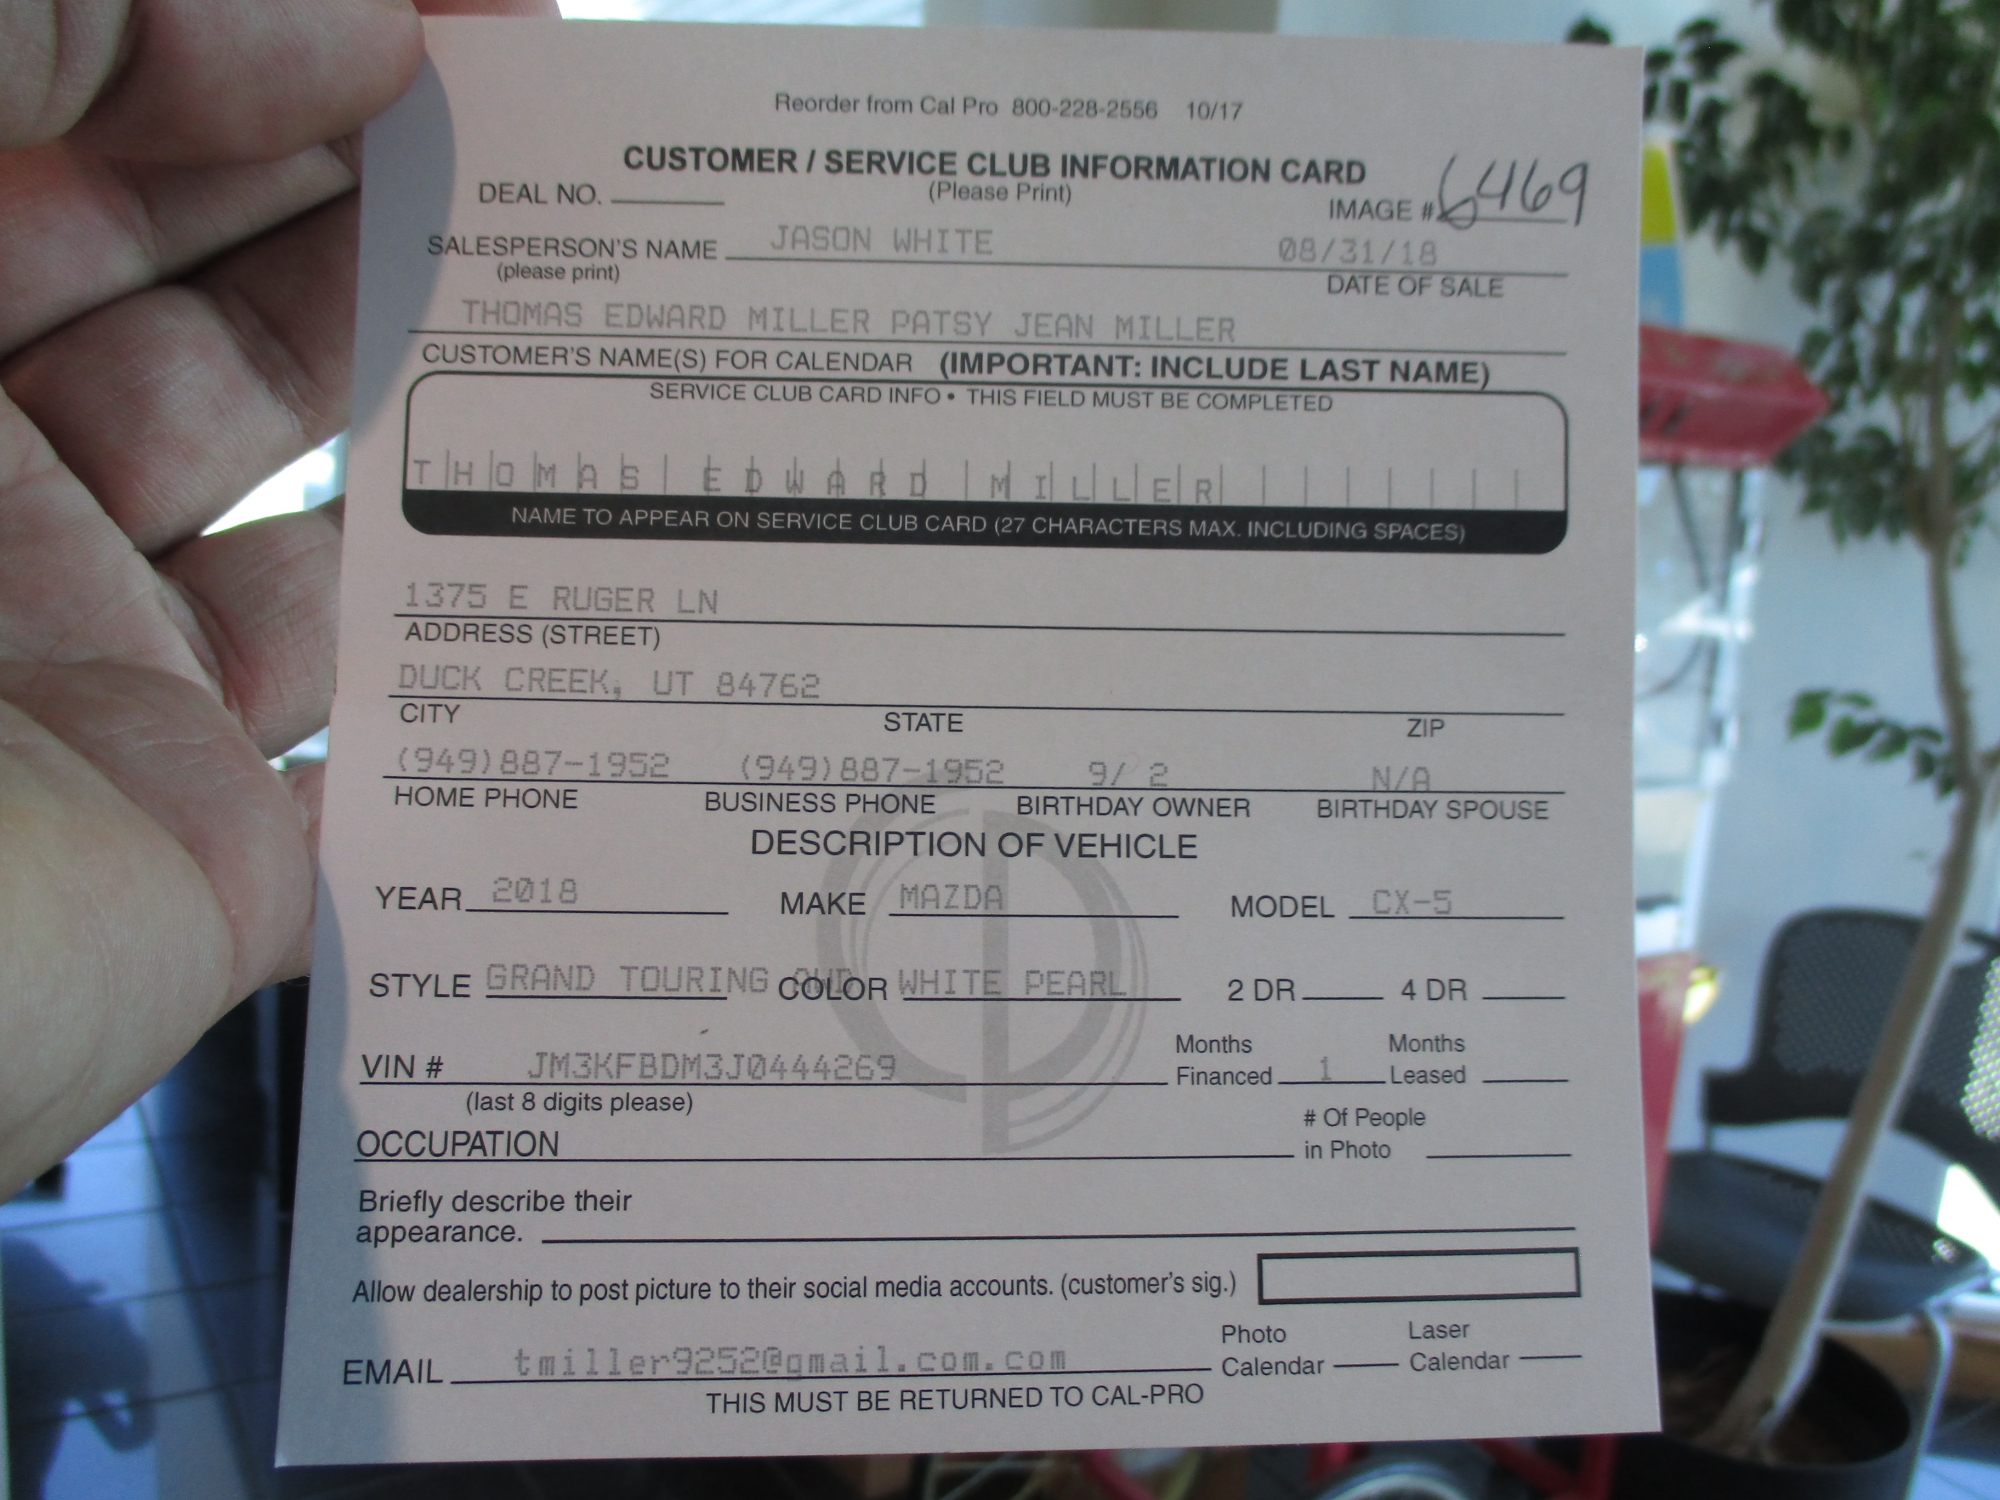 Reorder from Cal Pro 800-228-2556 10/17
CUSTOMER / SERVICE CLUB INFORMATION CARD
(Please Print)
DEAL NO. IMAGE # 6469
SALESPERSON'S NAME JASON WHITE 08/31/18
(please print) DATE OF SALE
THOMAS EDWARD MILLER PATSY JEAN MILLER
CUSTOMER'S NAME(S) FOR CALENDAR (IMPORTANT: INCLUDE LAST NAME)
SERVICE CLUB CARD INFO • THIS FIELD MUST BE COMPLETED
THOMAS EDWARD MILLER
NAME TO APPEAR ON SERVICE CLUB CARD (27 CHARACTERS MAX. INCLUDING SPACES)
1375 E RUGER LN
ADDRESS (STREET)
DUCK CREEK, UT 84762
CITY STATE ZIP
(949)887-1952 (949)887-1952 9/ 2 N/A
HOME PHONE BUSINESS PHONE BIRTHDAY OWNER BIRTHDAY SPOUSE
DESCRIPTION OF VEHICLE
YEAR 2018 MAKE MAZDA MODEL CX-5
STYLE GRAND TOURING AWD COLOR WHITE PEARL 2 DR 4 DR
VIN # JM3KFBDM3J0444269 Months Financed 1 Months Leased
(last 8 digits please)
OCCUPATION # Of People in Photo
Briefly describe their
appearance.
Allow dealership to post picture to their social media accounts. (customer's sig.)
EMAIL tmiller9252@gmail.com.com Photo Calendar Laser Calendar
THIS MUST BE RETURNED TO CAL-PRO